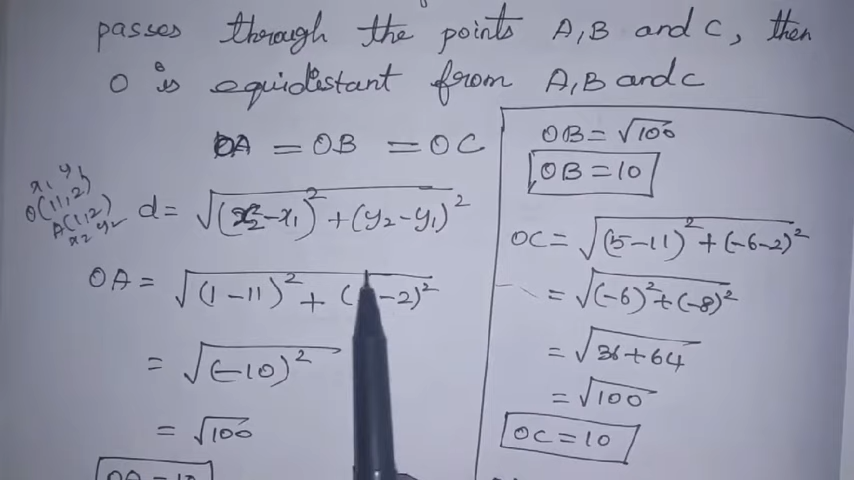 passes through the points A, B and C, then
O is equidistant from A, B and C
OA = OB = OC
x₁ y₁
O(11,2)
A(1,2)
x₂ y₂
d = √(x₂-x₁)² + (y₂-y₁)²
OA = √(1-11)² + ( -2)²
= √(-10)²
= √100
OA = 10
OB = √100
OB = 10
OC = √(5-11)² + (-6-2)²
= √(-6)² + (-8)²
= √36+64
= √100
OC = 10